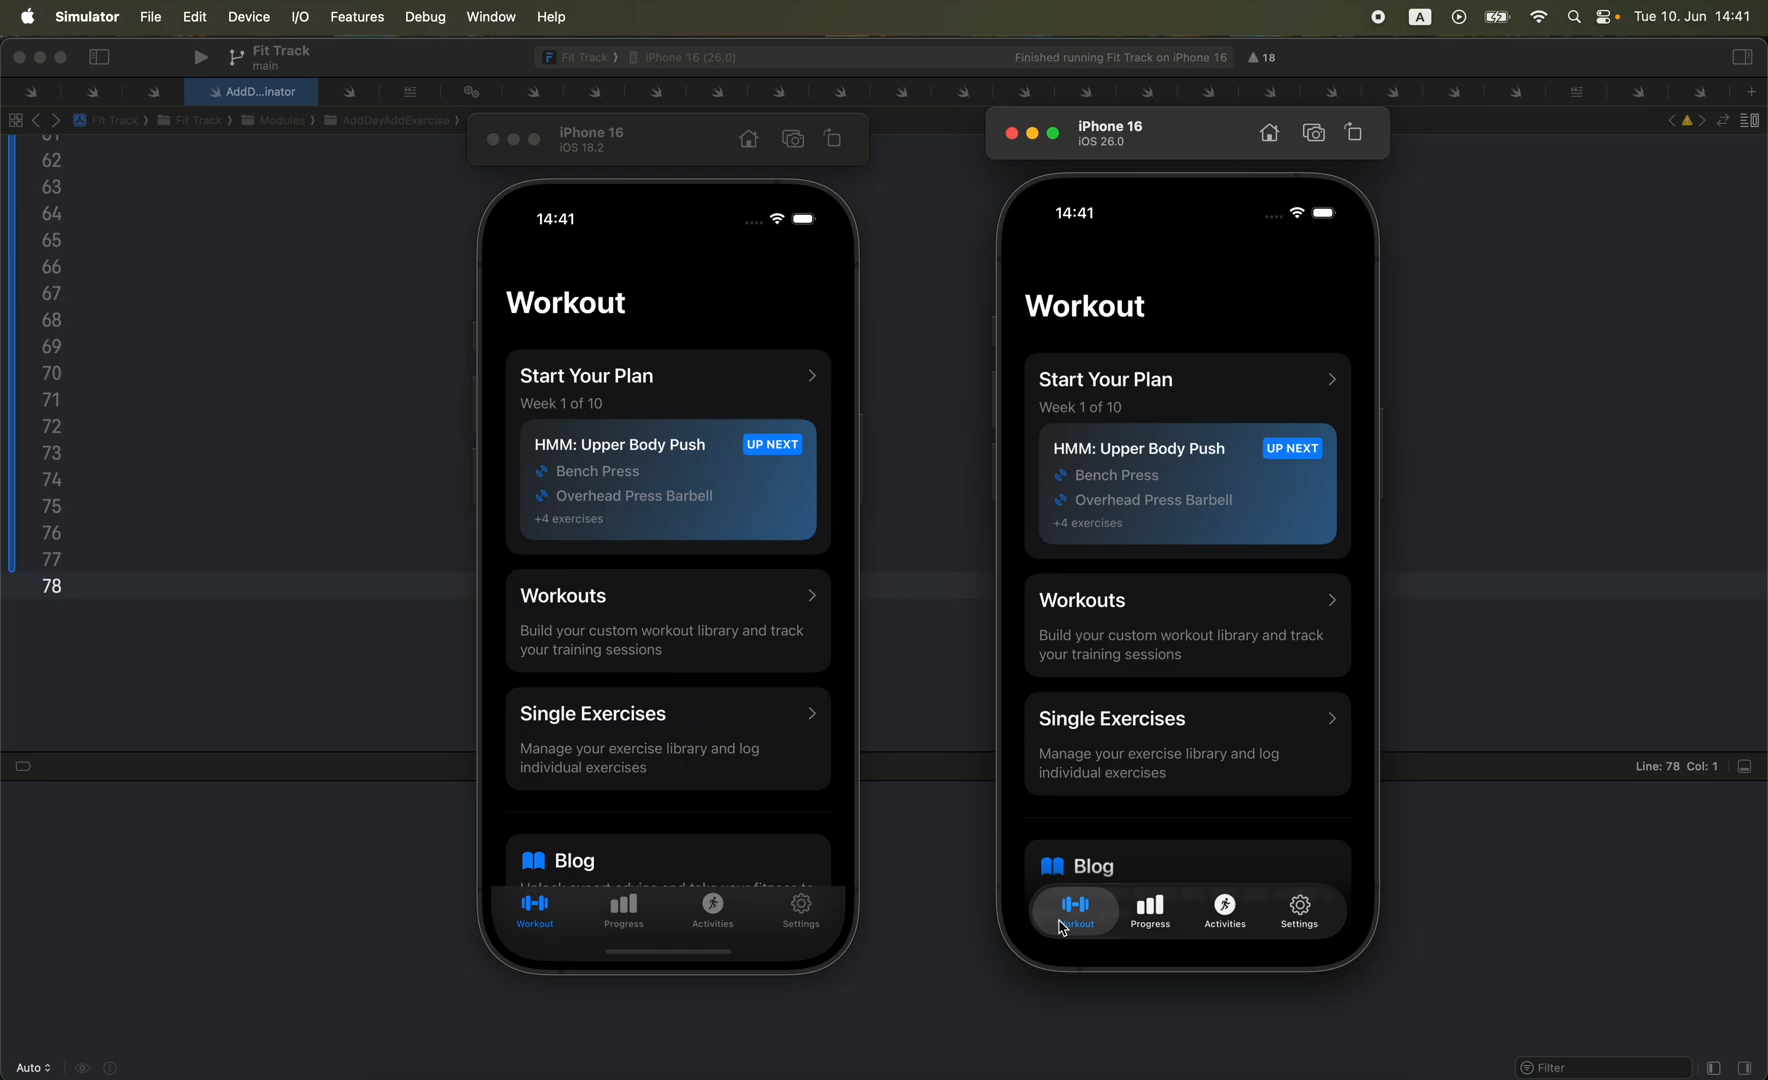 Simulator File Edit Device I/O Features Debug Window Help A Tue 10. Jun 14:41
Fit Track
main
Fit Track iPhone 16 (26.0) Finished running Fit Track on iPhone 16 18
AddD...inator
Fit Track Fit Track Modules AddDayAddExercise
iPhone 16
iOS 18.2
iPhone 16
iOS 26.0
61
62
63
64
65
66
67
68
69
70
71
72
73
74
75
76
77
78
14:41
Workout
Start Your Plan
Week 1 of 10
HMM: Upper Body Push UP NEXT
Bench Press
Overhead Press Barbell
+4 exercises
Workouts
Build your custom workout library and track
your training sessions
Single Exercises
Manage your exercise library and log
individual exercises
Blog
Workout Progress Activities Settings
14:41
Workout
Start Your Plan
Week 1 of 10
HMM: Upper Body Push UP NEXT
Bench Press
Overhead Press Barbell
+4 exercises
Workouts
Build your custom workout library and track
your training sessions
Single Exercises
Manage your exercise library and log
individual exercises
Blog
Workout Progress Activities Settings
Line: 78 Col: 1
Auto Filter